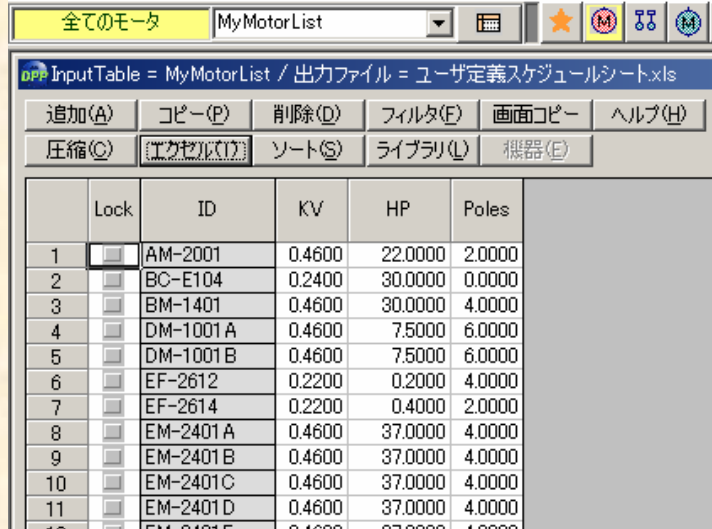 全てのモータ MyMotorList
DPP InputTable = MyMotorList / 出力ファイル = ユーザ定義スケジュールシート.xls
追加(A) コピー(P) 削除(D) フィルタ(F) 画面コピー ヘルプ(H)
圧縮(C) エクセル(T) ソート(S) ライブラリ(L) 機器(E)
Lock ID KV HP Poles
1 AM-2001 0.4600 22.0000 2.0000
2 BC-E104 0.2400 30.0000 0.0000
3 BM-1401 0.4600 30.0000 4.0000
4 DM-1001A 0.4600 7.5000 6.0000
5 DM-1001B 0.4600 7.5000 6.0000
6 EF-2612 0.2200 0.2000 4.0000
7 EF-2614 0.2200 0.4000 2.0000
8 EM-2401A 0.4600 37.0000 4.0000
9 EM-2401B 0.4600 37.0000 4.0000
10 EM-2401C 0.4600 37.0000 4.0000
11 EM-2401D 0.4600 37.0000 4.0000